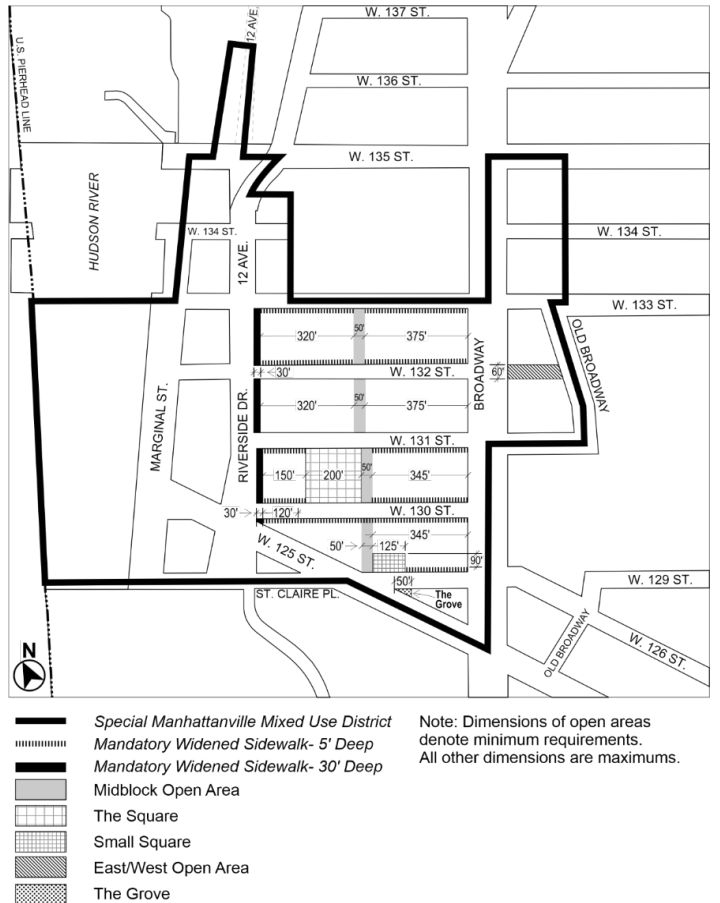 W. 137 ST.
12 AVE.
U.S. PIERHEAD LINE
W. 136 ST.
W. 135 ST.
HUDSON RIVER
W. 134 ST.
W. 134 ST.
12 AVE.
W. 133 ST.
OLD BROADWAY
320' 50' 375'
BROADWAY
30' W. 132 ST. 60'
MARGINAL ST.
RIVERSIDE DR.
320' 50' 375'
W. 131 ST.
150' 200' 50' 345'
30' 120' W. 130 ST.
345'
W. 125 ST.
50' 125'
90'
50'
The
Grove
W. 129 ST.
ST. CLAIRE PL.
OLD BROADWAY
W. 126 ST.
N
Special Manhattanville Mixed Use District
Mandatory Widened Sidewalk- 5' Deep
Mandatory Widened Sidewalk- 30' Deep
Midblock Open Area
The Square
Small Square
East/West Open Area
The Grove
Note: Dimensions of open areas
denote minimum requirements.
All other dimensions are maximums.